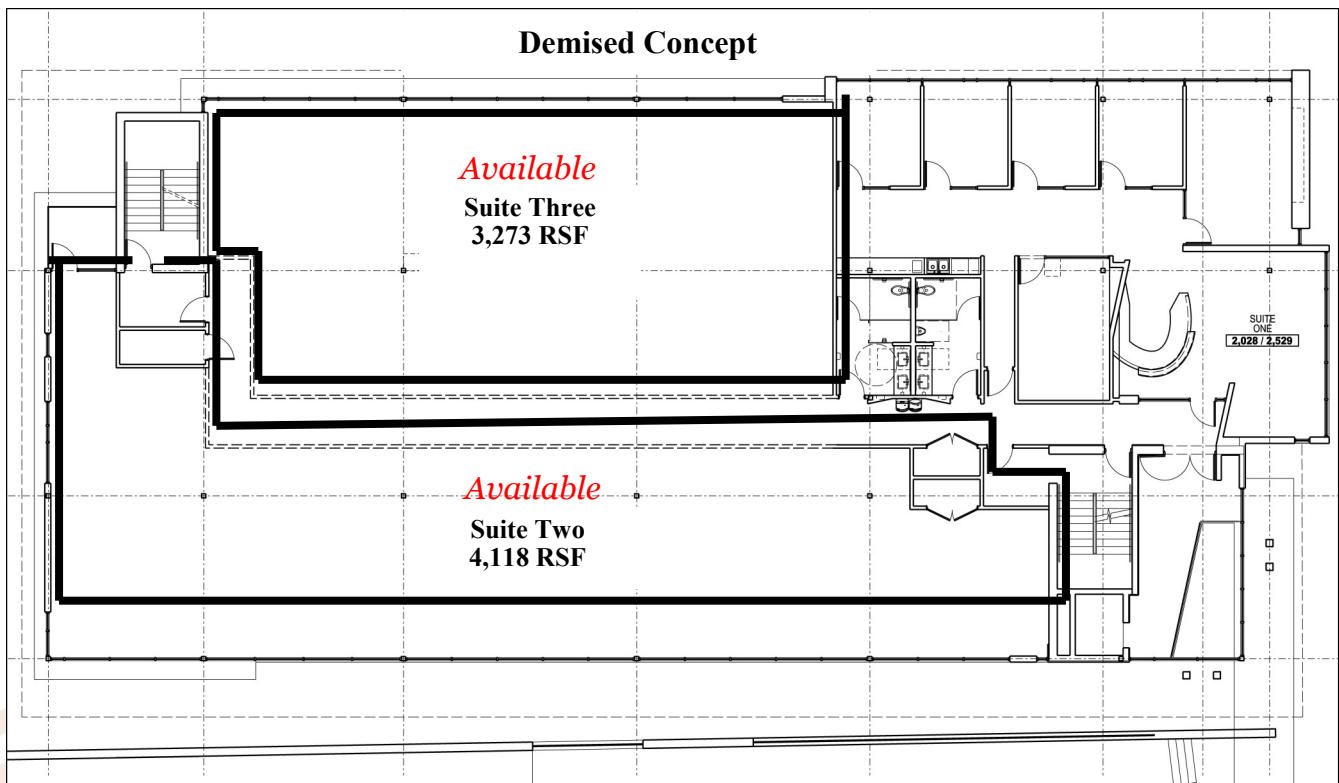 Demised Concept
Available
Suite Three
3,273 RSF
SUITE
ONE
2,028 / 2,529
Available
Suite Two
4,118 RSF